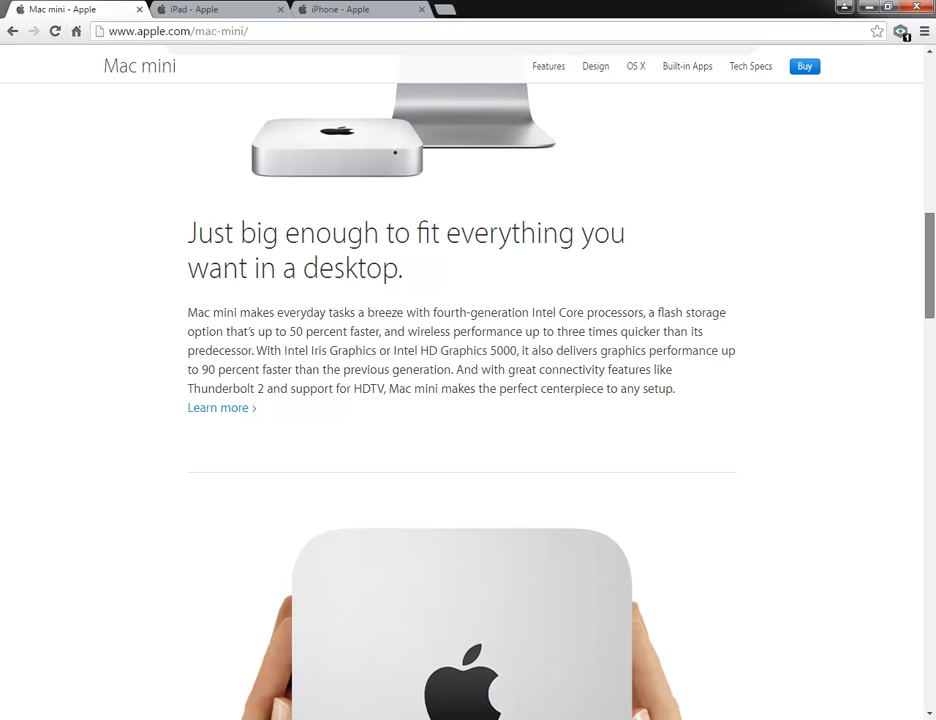 Mac mini - Apple
iPad - Apple
iPhone - Apple
www.apple.com/mac-mini/
1
Mac mini
Features
Design
OS X
Built-in Apps
Tech Specs
Buy
Just big enough to fit everything you
want in a desktop.
Mac mini makes everyday tasks a breeze with fourth-generation Intel Core processors, a flash storage
option that's up to 50 percent faster, and wireless performance up to three times quicker than its
predecessor. With Intel Iris Graphics or Intel HD Graphics 5000, it also delivers graphics performance up
to 90 percent faster than the previous generation. And with great connectivity features like
Thunderbolt 2 and support for HDTV, Mac mini makes the perfect centerpiece to any setup.
Learn more ›